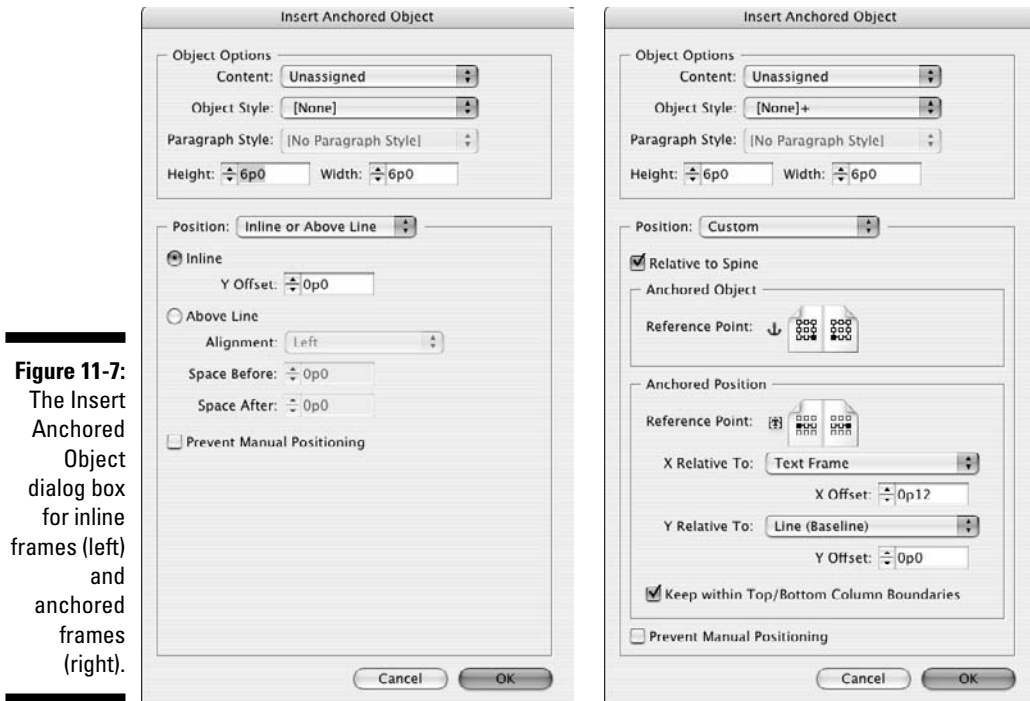 Insert Anchored Object
Object Options
Content: Unassigned
Object Style: [None]
Paragraph Style: [No Paragraph Style]
Height: 6p0 Width: 6p0
Position: Inline or Above Line
Inline
Y Offset: 0p0
Above Line
Alignment: Left
Space Before: 0p0
Space After: 0p0
Prevent Manual Positioning
Cancel OK
Insert Anchored Object
Object Options
Content: Unassigned
Object Style: [None]+
Paragraph Style: [No Paragraph Style]
Height: 6p0 Width: 6p0
Position: Custom
Relative to Spine
Anchored Object
Reference Point:
Anchored Position
Reference Point:
X Relative To: Text Frame
X Offset: 0p12
Y Relative To: Line (Baseline)
Y Offset: 0p0
Keep within Top/Bottom Column Boundaries
Prevent Manual Positioning
Cancel OK
Figure 11-7:
The Insert
Anchored
Object
dialog box
for inline
frames (left)
and
anchored
frames
(right).